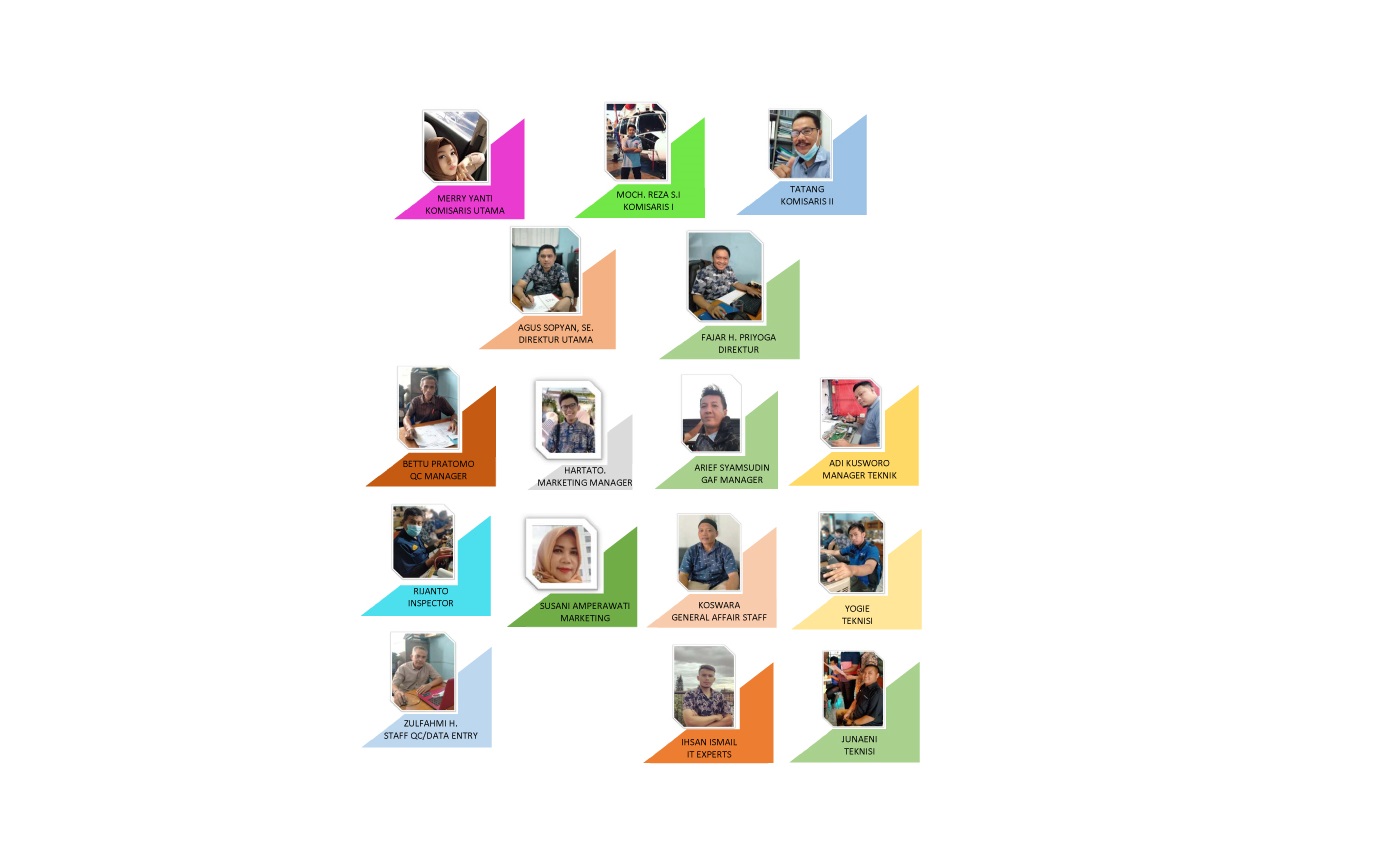 MERRY YANTI
KOMISARIS UTAMA
MOCH. REZA S.I
KOMISARIS I
TATANG
KOMISARIS II
AGUS SOPYAN, SE.
DIREKTUR UTAMA
FAJAR H. PRIYOGA
DIREKTUR
BETTU PRATOMO
QC MANAGER
HARTATO.
MARKETING MANAGER
ARIEF SYAMSUDIN
GAF MANAGER
ADI KUSWORO
MANAGER TEKNIK
RIJANTO
INSPECTOR
SUSANI AMPERAWATI
MARKETING
KOSWARA
GENERAL AFFAIR STAFF
YOGIE
TEKNISI
ZULFAHMI H.
STAFF QC/DATA ENTRY
IHSAN ISMAIL
IT EXPERTS
JUNAENI
TEKNISI